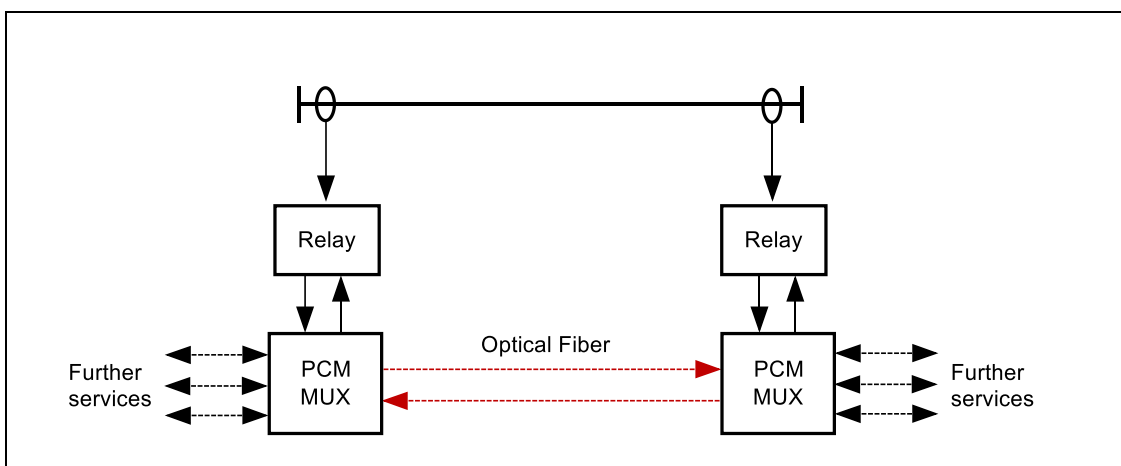 Relay
Relay
Optical Fiber
Further
services
PCM
MUX
PCM
MUX
Further
services